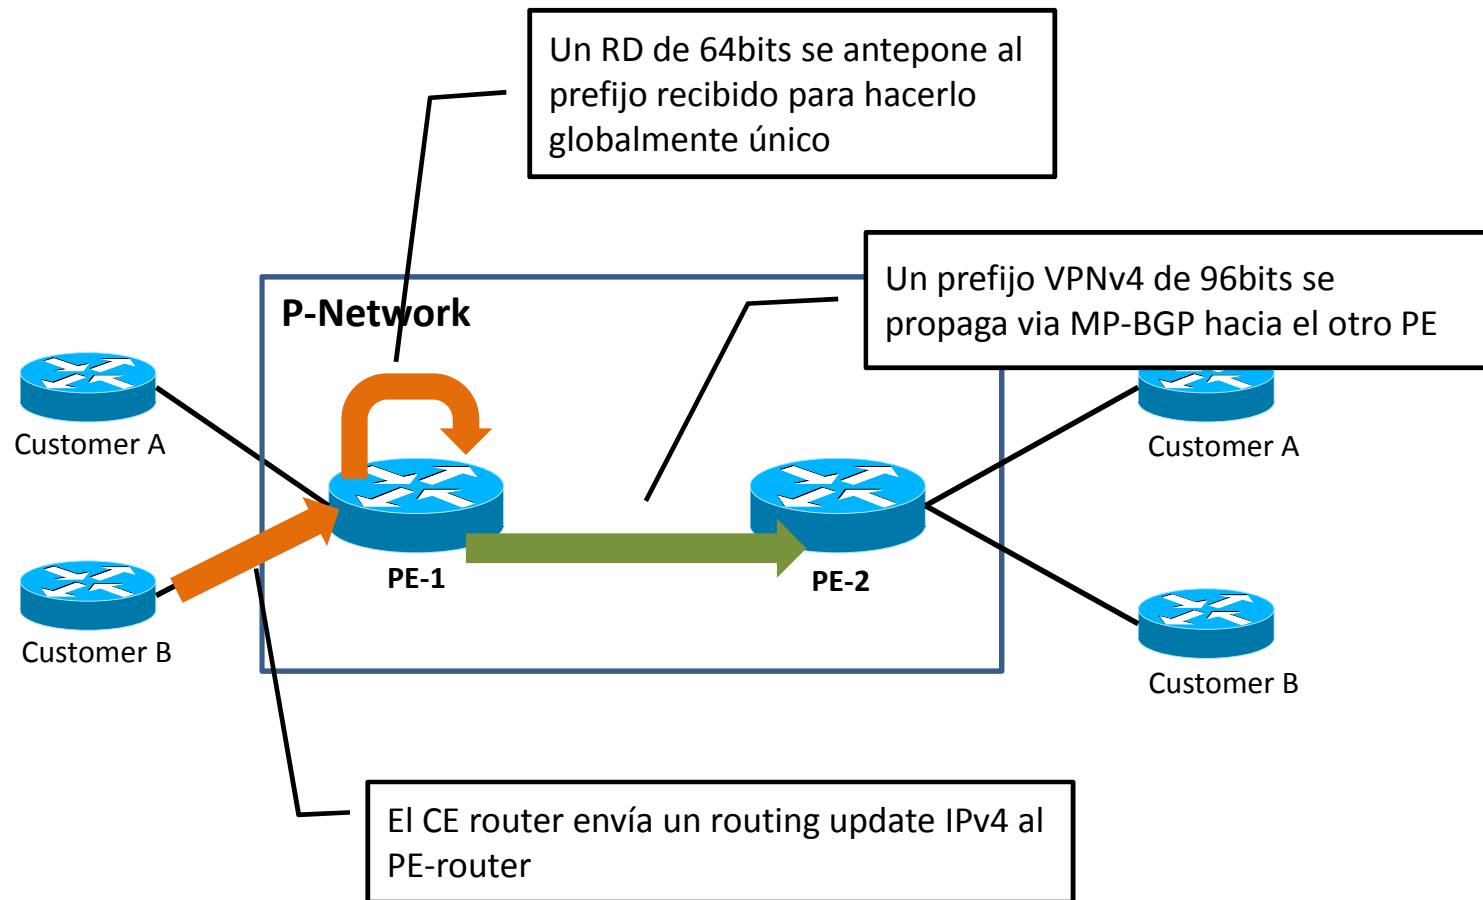 Un RD de 64bits se antepone al
prefijo recibido para hacerlo
globalmente único
Un prefijo VPNv4 de 96bits se
propaga via MP-BGP hacia el otro PE
P-Network
Customer A
Customer A
PE-1
PE-2
Customer B
Customer B
El CE router envía un routing update IPv4 al
PE-router